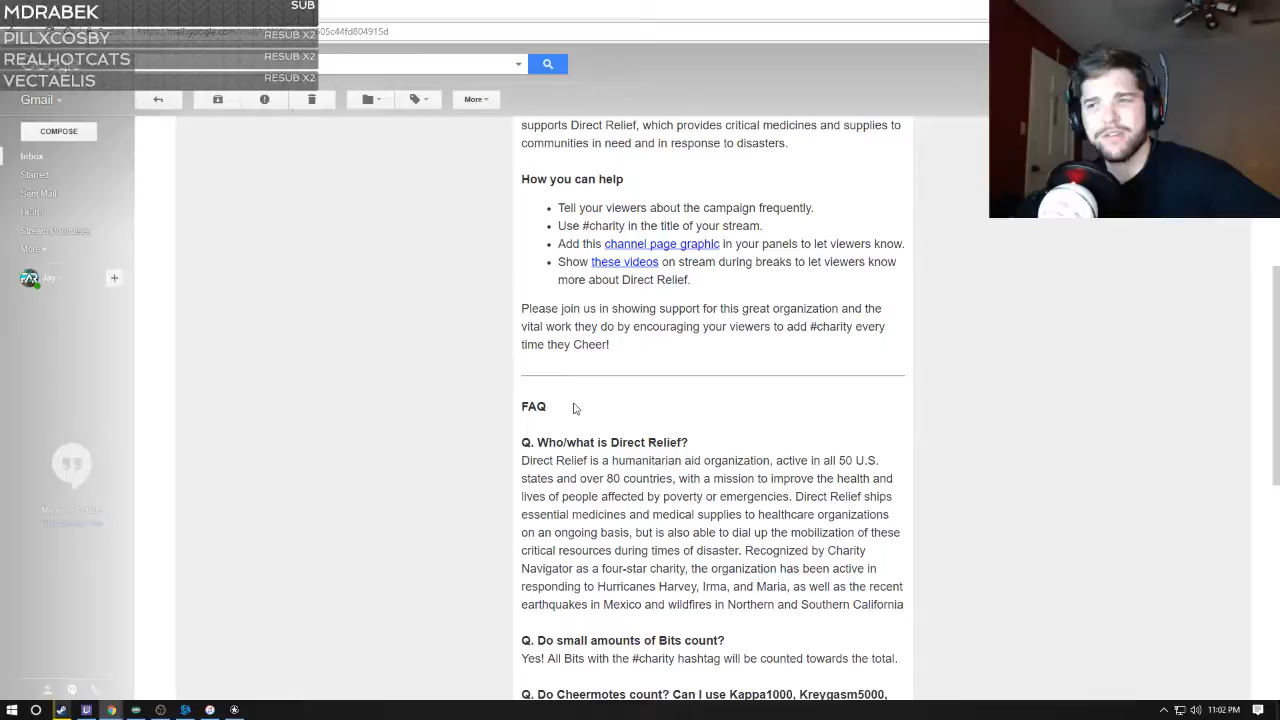 MDRABEK SUB
PILLXCOSBY RESUB X2
REALHOTCATS RESUB X2
VECTAELIS RESUB X2
Gmail
More
COMPOSE
Inbox
Starred
Sent Mail
Drafts
Stream Purchases
More
Jay
supports Direct Relief, which provides critical medicines and supplies to
communities in need and in response to disasters.
How you can help
• Tell your viewers about the campaign frequently.
• Use #charity in the title of your stream.
• Add this channel page graphic in your panels to let viewers know.
• Show these videos on stream during breaks to let viewers know
more about Direct Relief.
Please join us in showing support for this great organization and the
vital work they do by encouraging your viewers to add #charity every
time they Cheer!
FAQ
Q. Who/what is Direct Relief?
Direct Relief is a humanitarian aid organization, active in all 50 U.S.
states and over 80 countries, with a mission to improve the health and
lives of people affected by poverty or emergencies. Direct Relief ships
essential medicines and medical supplies to healthcare organizations
on an ongoing basis, but is also able to dial up the mobilization of these
critical resources during times of disaster. Recognized by Charity
Navigator as a four-star charity, the organization has been active in
responding to Hurricanes Harvey, Irma, and Maria, as well as the recent
earthquakes in Mexico and wildfires in Northern and Southern California
Q. Do small amounts of Bits count?
Yes! All Bits with the #charity hashtag will be counted towards the total.
Q. Do Cheermotes count? Can I use Kappa1000, Kreygasm5000,
11:02 PM